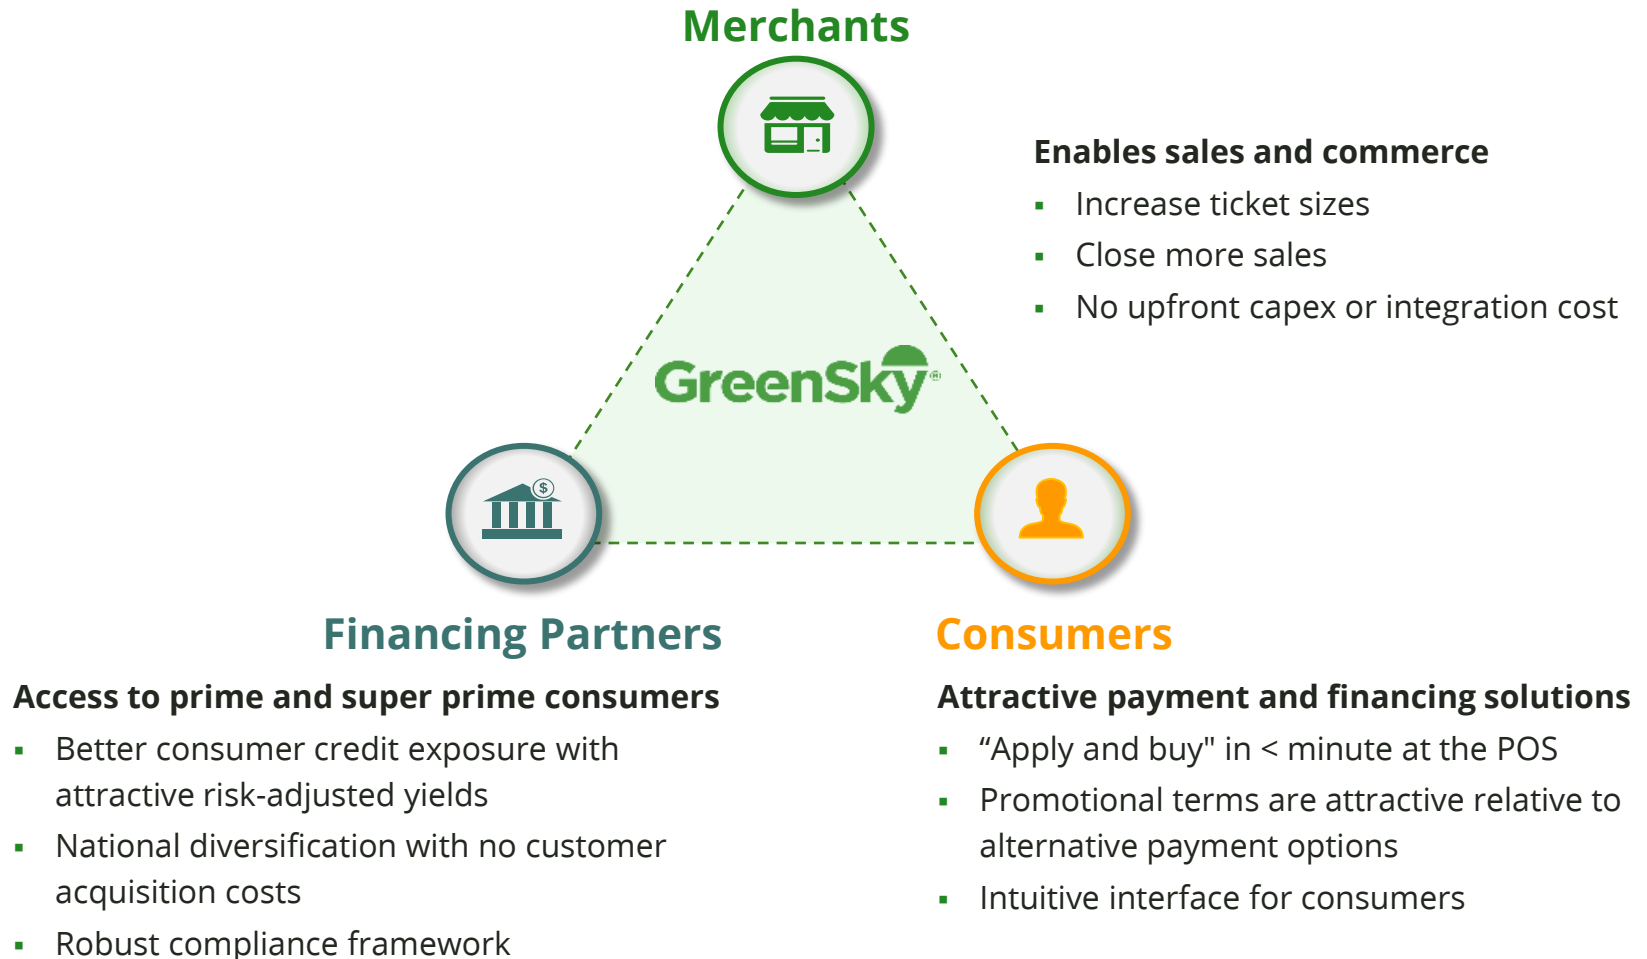 Merchants
Enables sales and commerce
▪ Increase ticket sizes
▪ Close more sales
▪ No upfront capex or integration cost
GreenSky®
$
Financing Partners
Access to prime and super prime consumers
▪ Better consumer credit exposure with
attractive risk-adjusted yields
▪ National diversification with no customer
acquisition costs
▪ Robust compliance framework
Consumers
Attractive payment and financing solutions
▪ “Apply and buy" in < minute at the POS
▪ Promotional terms are attractive relative to
alternative payment options
▪ Intuitive interface for consumers